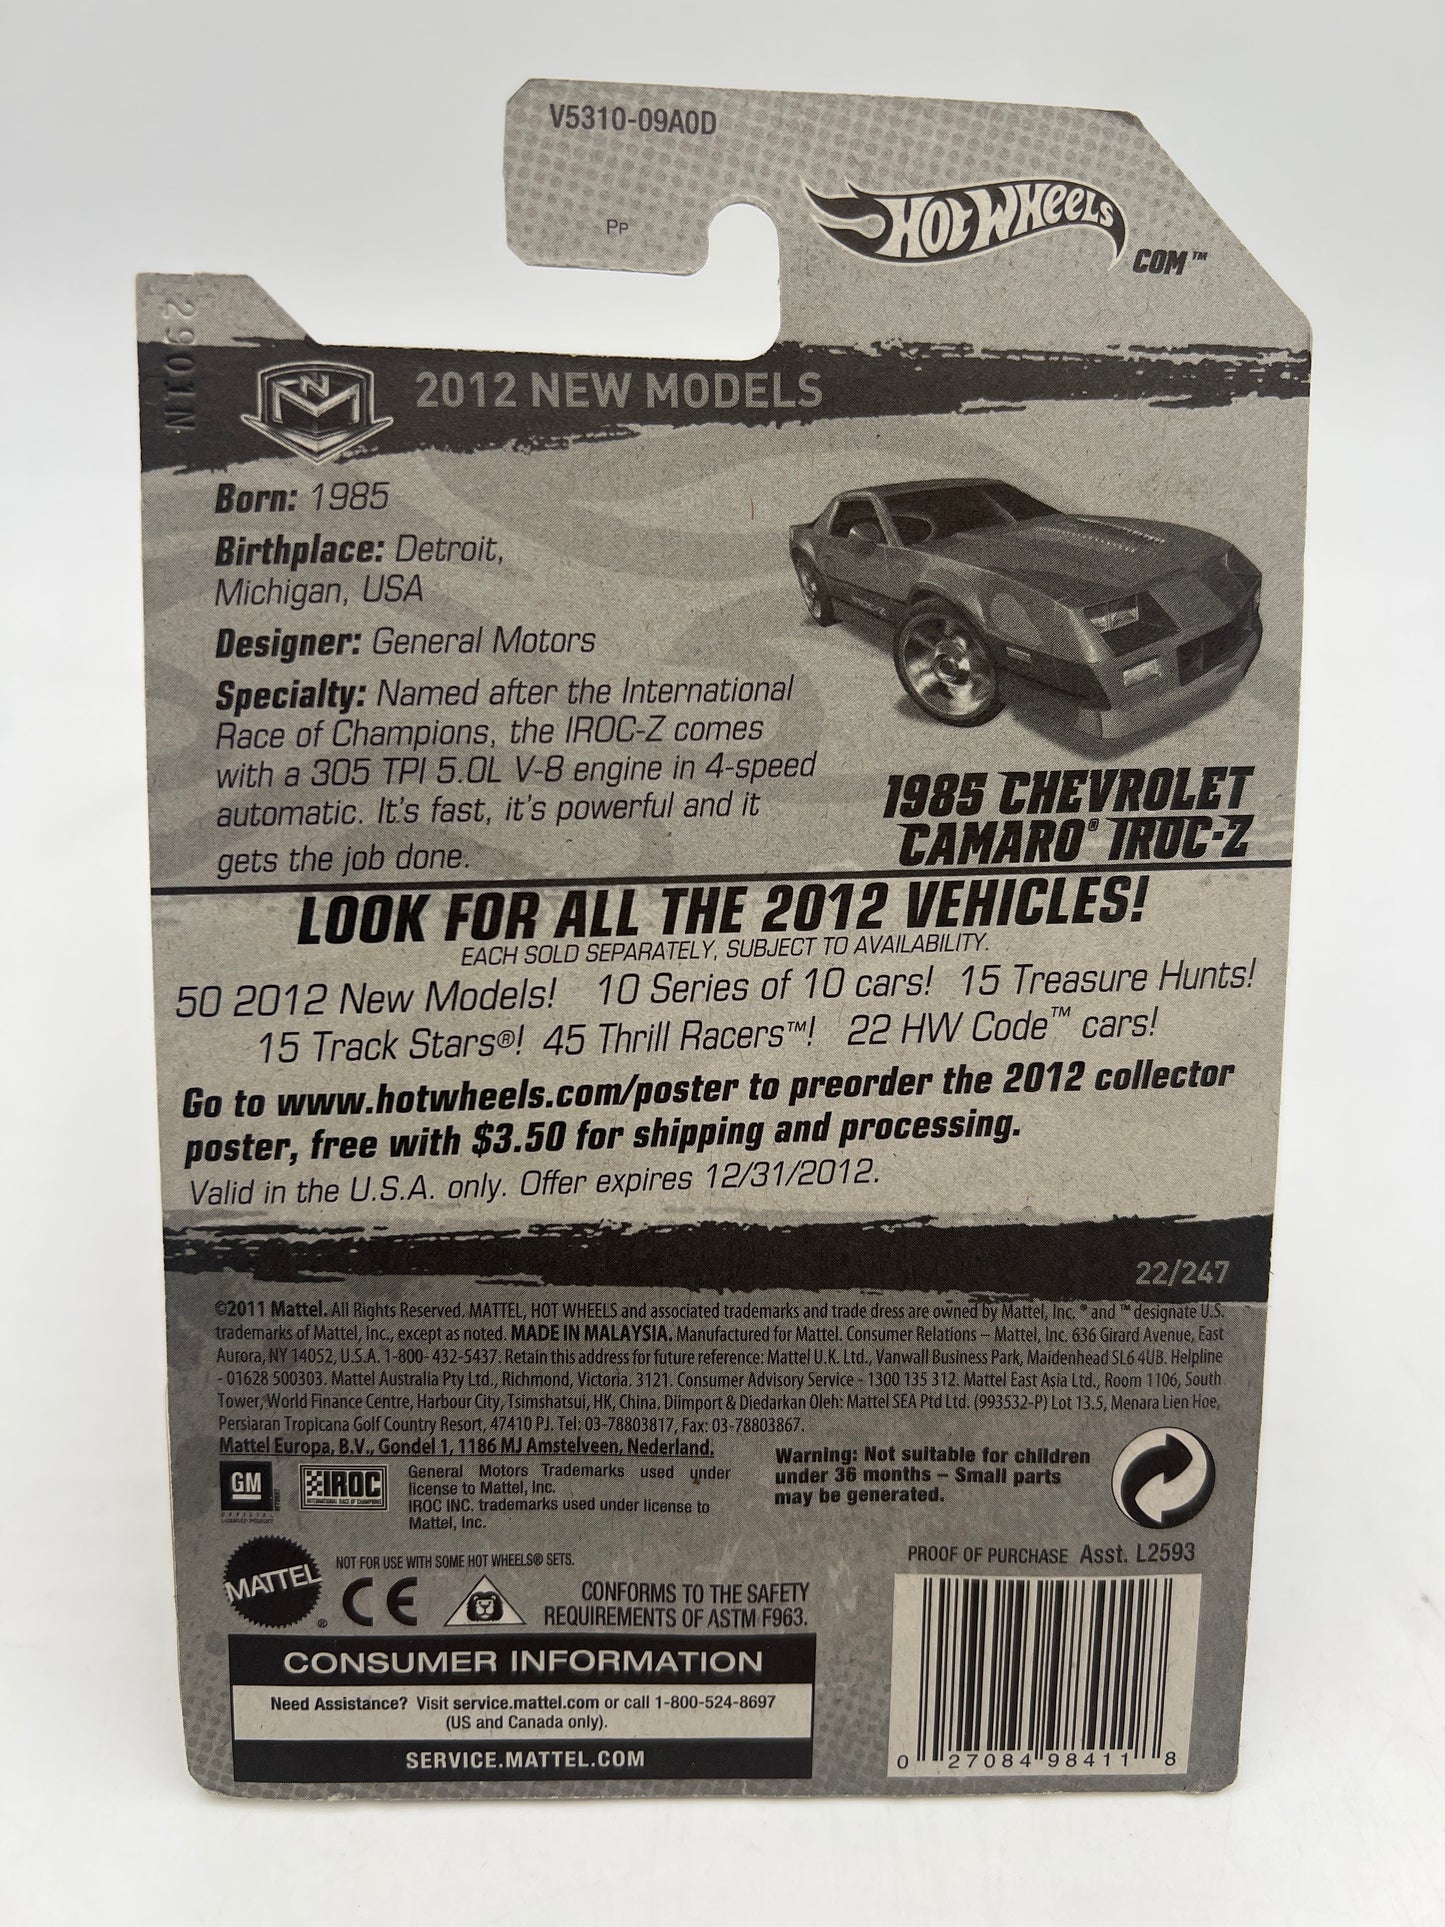 V5310-09A0D
PP
HOT WHEELS
COM™
2901N
NM
2012 NEW MODELS
Born: 1985
Birthplace: Detroit,
Michigan, USA
Designer: General Motors
Specialty: Named after the International
Race of Champions, the IROC-Z comes
with a 305 TPI 5.0L V-8 engine in 4-speed
automatic. It's fast, it's powerful and it
gets the job done.
1985 CHEVROLET
CAMARO® IROC-Z
LOOK FOR ALL THE 2012 VEHICLES!
EACH SOLD SEPARATELY, SUBJECT TO AVAILABILITY.
50 2012 New Models! 10 Series of 10 cars! 15 Treasure Hunts!
15 Track Stars®! 45 Thrill Racers™! 22 HW Code™ cars!
Go to www.hotwheels.com/poster to preorder the 2012 collector
poster, free with $3.50 for shipping and processing.
Valid in the U.S.A. only. Offer expires 12/31/2012.
22/247
©2011 Mattel. All Rights Reserved. MATTEL, HOT WHEELS and associated trademarks and trade dress are owned by Mattel, Inc. ® and ™ designate U.S.
trademarks of Mattel, Inc., except as noted. MADE IN MALAYSIA. Manufactured for Mattel. Consumer Relations – Mattel, Inc. 636 Girard Avenue, East
Aurora, NY 14052, U.S.A. 1-800-432-5437. Retain this address for future reference: Mattel U.K. Ltd., Vanwall Business Park, Maidenhead SL6 4UB. Helpline
- 01628 500303. Mattel Australia Pty Ltd., Richmond, Victoria. 3121. Consumer Advisory Service - 1300 135 312. Mattel East Asia Ltd., Room 1106, South
Tower, World Finance Centre, Harbour City, Tsimshatsui, HK, China. Diimport & Diedarkan Oleh: Mattel SEA Ptd Ltd. (993532-P) Lot 13.5, Menara Lien Hoe,
Persiaran Tropicana Golf Country Resort, 47410 PJ. Tel: 03-78803817, Fax: 03-78803867.
Mattel Europa, B.V., Gondel 1, 1186 MJ Amstelveen, Nederland.
GM
OFFICIAL
LICENSED PRODUCT
IROC
INTERNATIONAL RACE OF CHAMPIONS
General Motors Trademarks used under
license to Mattel, Inc.
IROC INC. trademarks used under license to
Mattel, Inc.
Warning: Not suitable for children
under 36 months – Small parts
may be generated.
MATTEL®
NOT FOR USE WITH SOME HOT WHEELS® SETS.
CE
CONFORMS TO THE SAFETY
REQUIREMENTS OF ASTM F963.
PROOF OF PURCHASE Asst. L2593
CONSUMER INFORMATION
Need Assistance? Visit service.mattel.com or call 1-800-524-8697
(US and Canada only).
SERVICE.MATTEL.COM
0 27084 98411 8